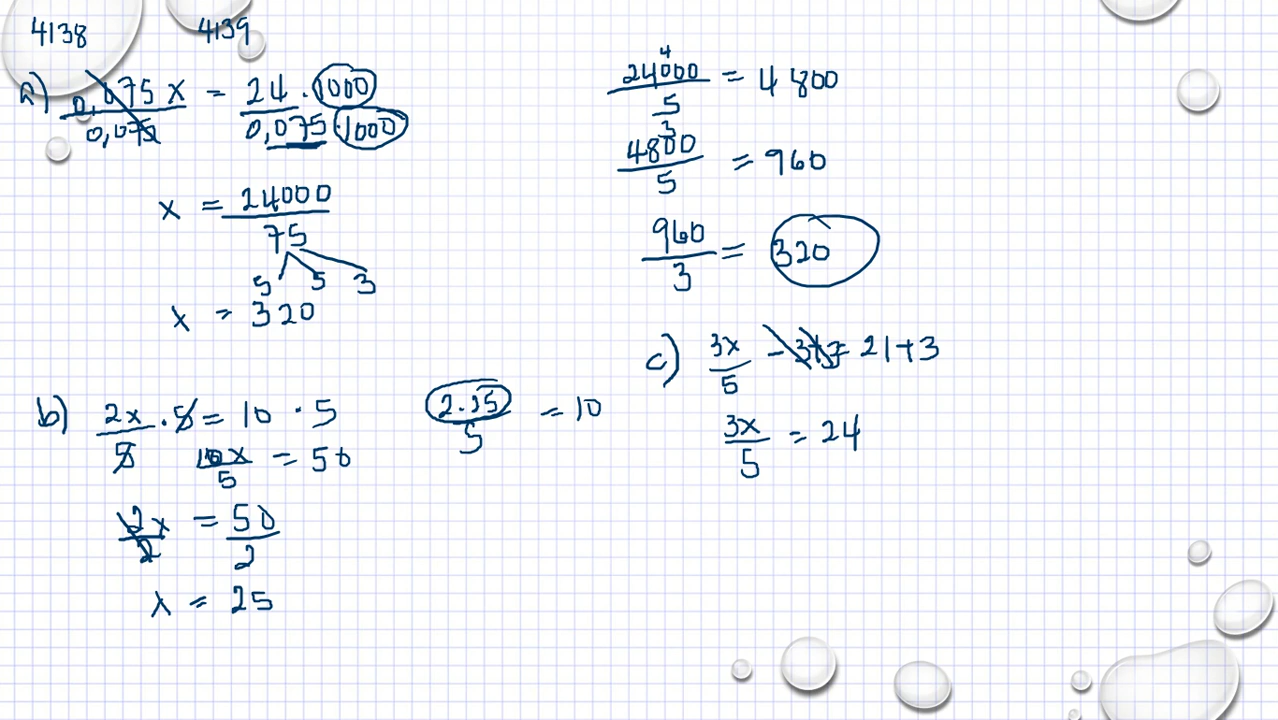 4138 4139
a) 0,075 x / 0,075 = 24 · 1000 / 0,075 · 1000
x = 24000 / 75
5 5 3
x = 320
b) 2x / 5 · 5 = 10 · 5
10x / 5 = 50
2x / 2 = 50 / 2
x = 25
2·25 / 5 = 10
24000 / 5 = 4800
4800 / 5 = 960
960 / 3 = 320
c) 3x / 5 - 3+3 = 21+3
3x / 5 = 24